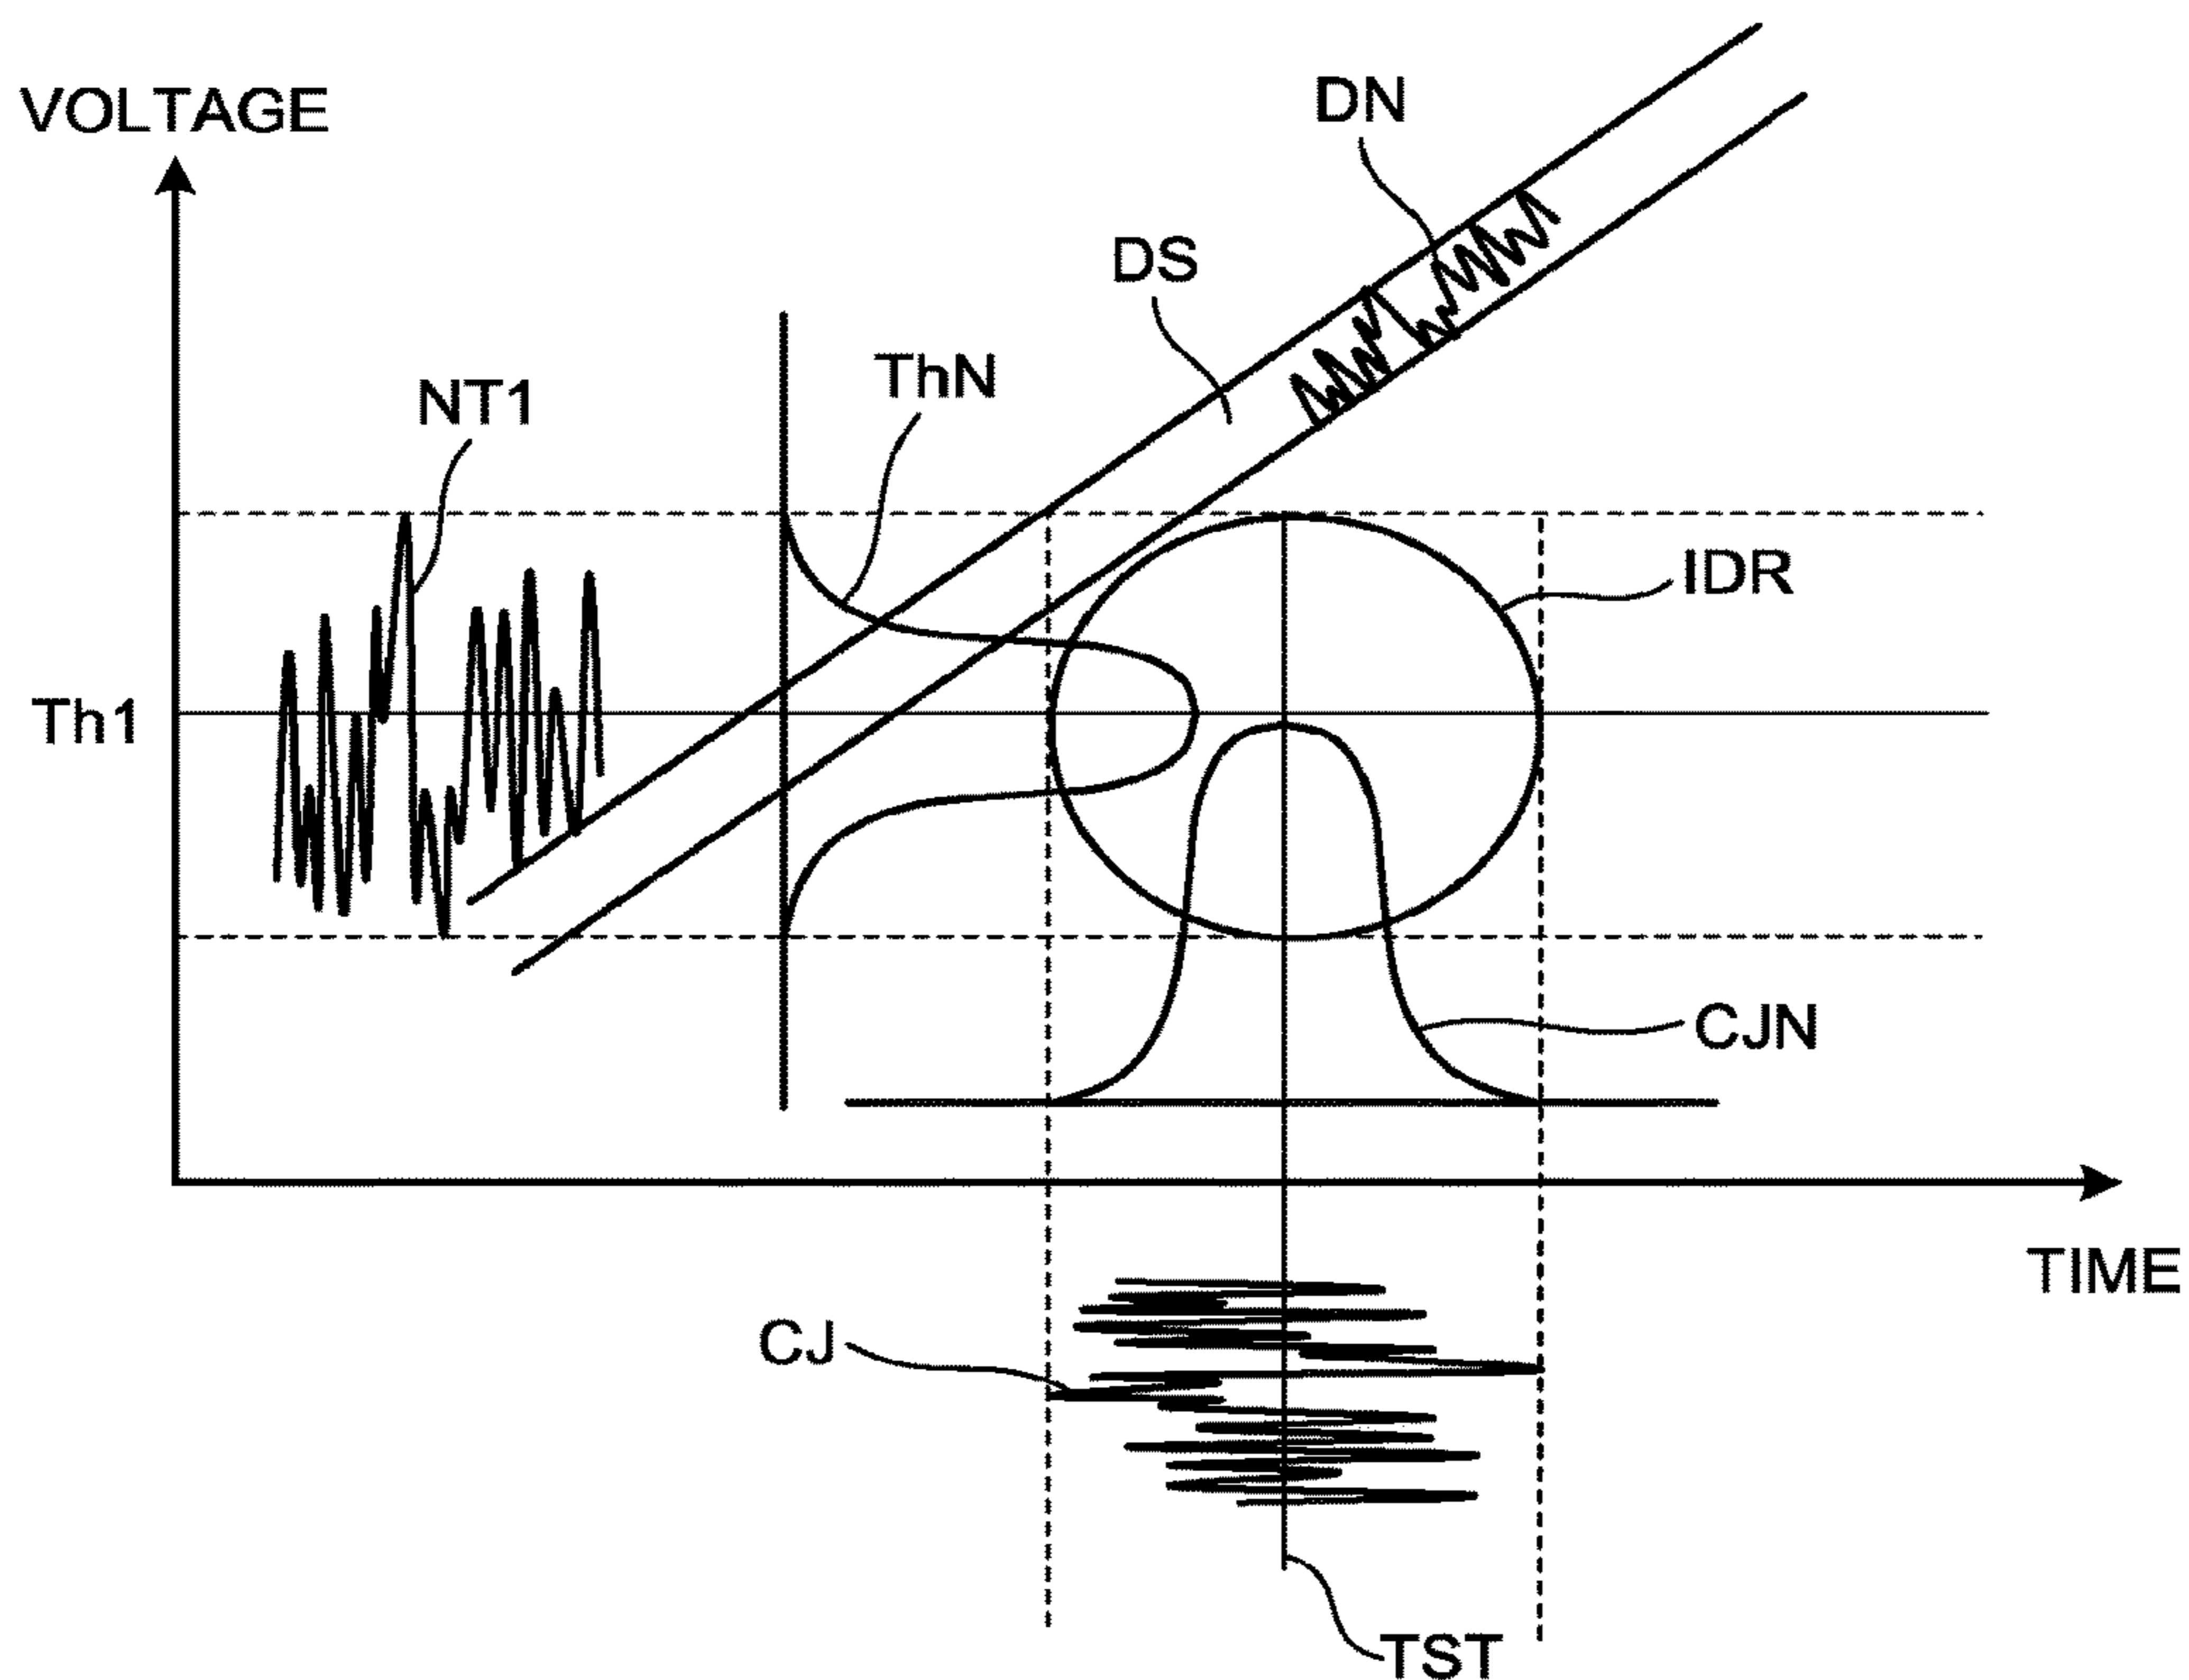 VOLTAGE
DN
DS
ThN
NT1
IDR
Th1
CJN
TIME
CJ
TST